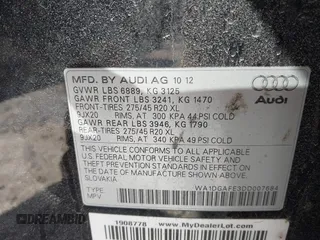 MFD. BY AUDI AG 10 12
GVWR LBS 6889, KG 3125
GAWR FRONT LBS 3241, KG 1470
FRONT-TIRES 275/45 R20 XL
9JX20 RIMS, AT 300 KPA 44 PSI COLD
GAWR REAR LBS 3946, KG 1790
REAR-TIRES 275/45 R20 XL
9JX20 RIMS, AT 340 KPA 49 PSI COLD
Audi
THIS VEHICLE CONFORMS TO ALL APPLICABLE
U.S. FEDERAL MOTOR VEHICLE SAFETY, BUMPER
AND THEFT PREVENTION STANDARDS IN EFFECT ON
THE DATE OF MANUFACTURE SHOWN ABOVE.
SLOVAKIA
MPV
1908778
MyDealerLot.com
AUTOBIDMASTER